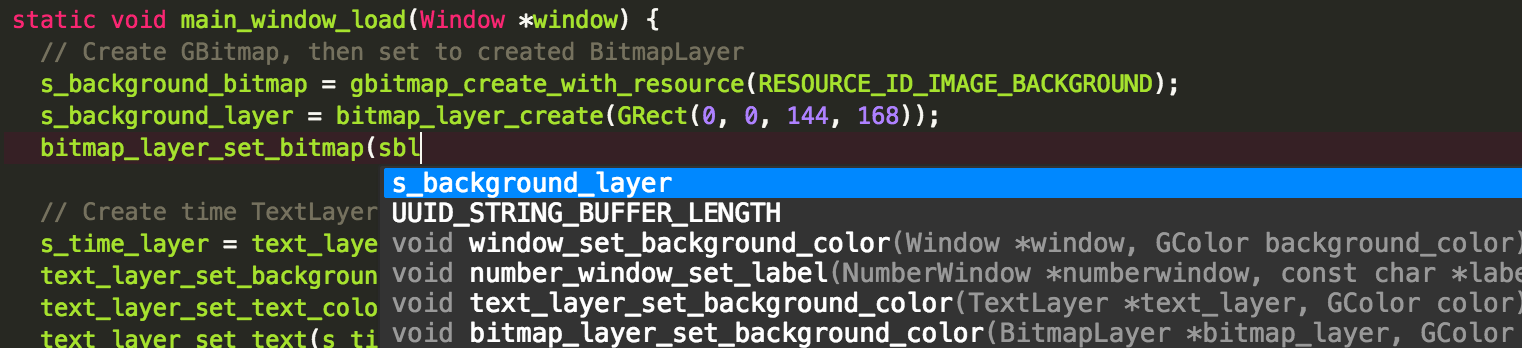 static void main_window_load(Window *window) {
// Create GBitmap, then set to created BitmapLayer
s_background_bitmap = gbitmap_create_with_resource(RESOURCE_ID_IMAGE_BACKGROUND);
s_background_layer = bitmap_layer_create(GRect(0, 0, 144, 168));
bitmap_layer_set_bitmap(sbl
s_background_layer
// Create time TextLayer
UUID_STRING_BUFFER_LENGTH
s_time_layer = text_laye
void window_set_background_color(Window *window, GColor background_color)
text_layer_set_backgroun
void number_window_set_label(NumberWindow *numberwindow, const char *labe
text_layer_set_text_colo
void text_layer_set_background_color(TextLayer *text_layer, GColor color)
text_layer_set_text(s_ti
void bitmap_layer_set_background_color(BitmapLayer *bitmap_layer, GColor